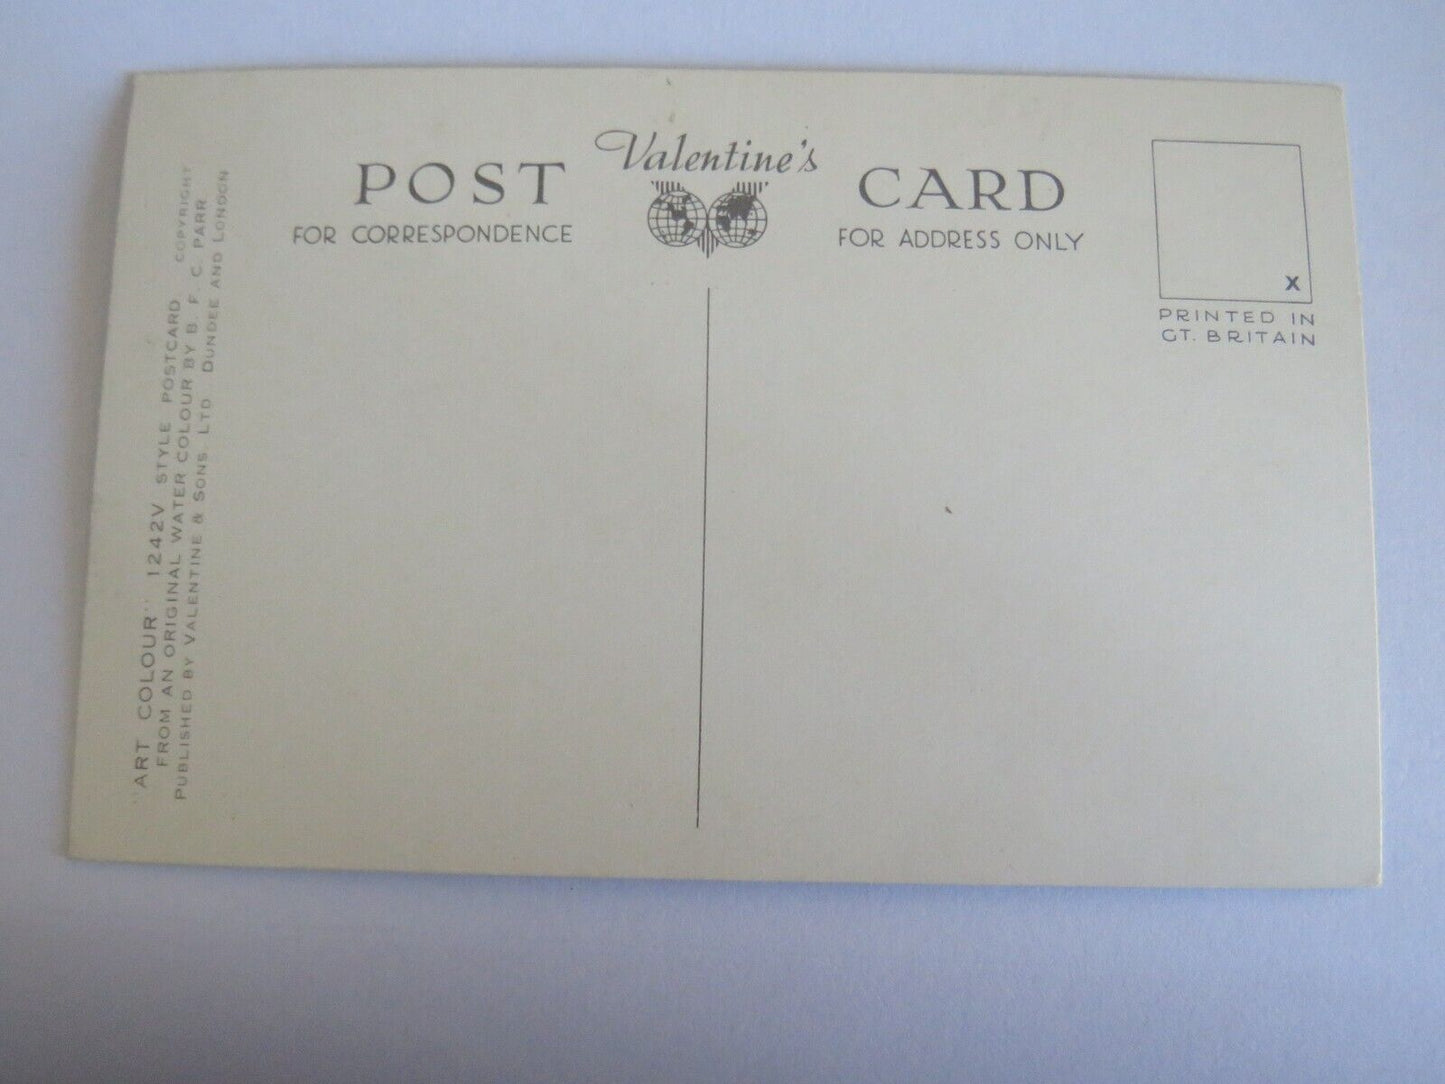 Valentine's
POST CARD
FOR CORRESPONDENCE FOR ADDRESS ONLY
X
PRINTED IN
GT. BRITAIN
"ART COLOUR" 1242V STYLE POSTCARD COPYRIGHT
FROM AN ORIGINAL WATER COLOUR BY B. F. C. PARR.
PUBLISHED BY VALENTINE & SONS. LTD DUNDEE AND LONDON